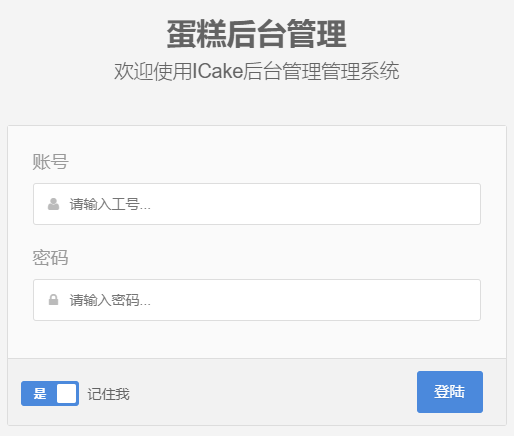 蛋糕后台管理
欢迎使用ICake后台管理管理系统
账号
请输入工号...
密码
请输入密码...
是 记住我 登陆